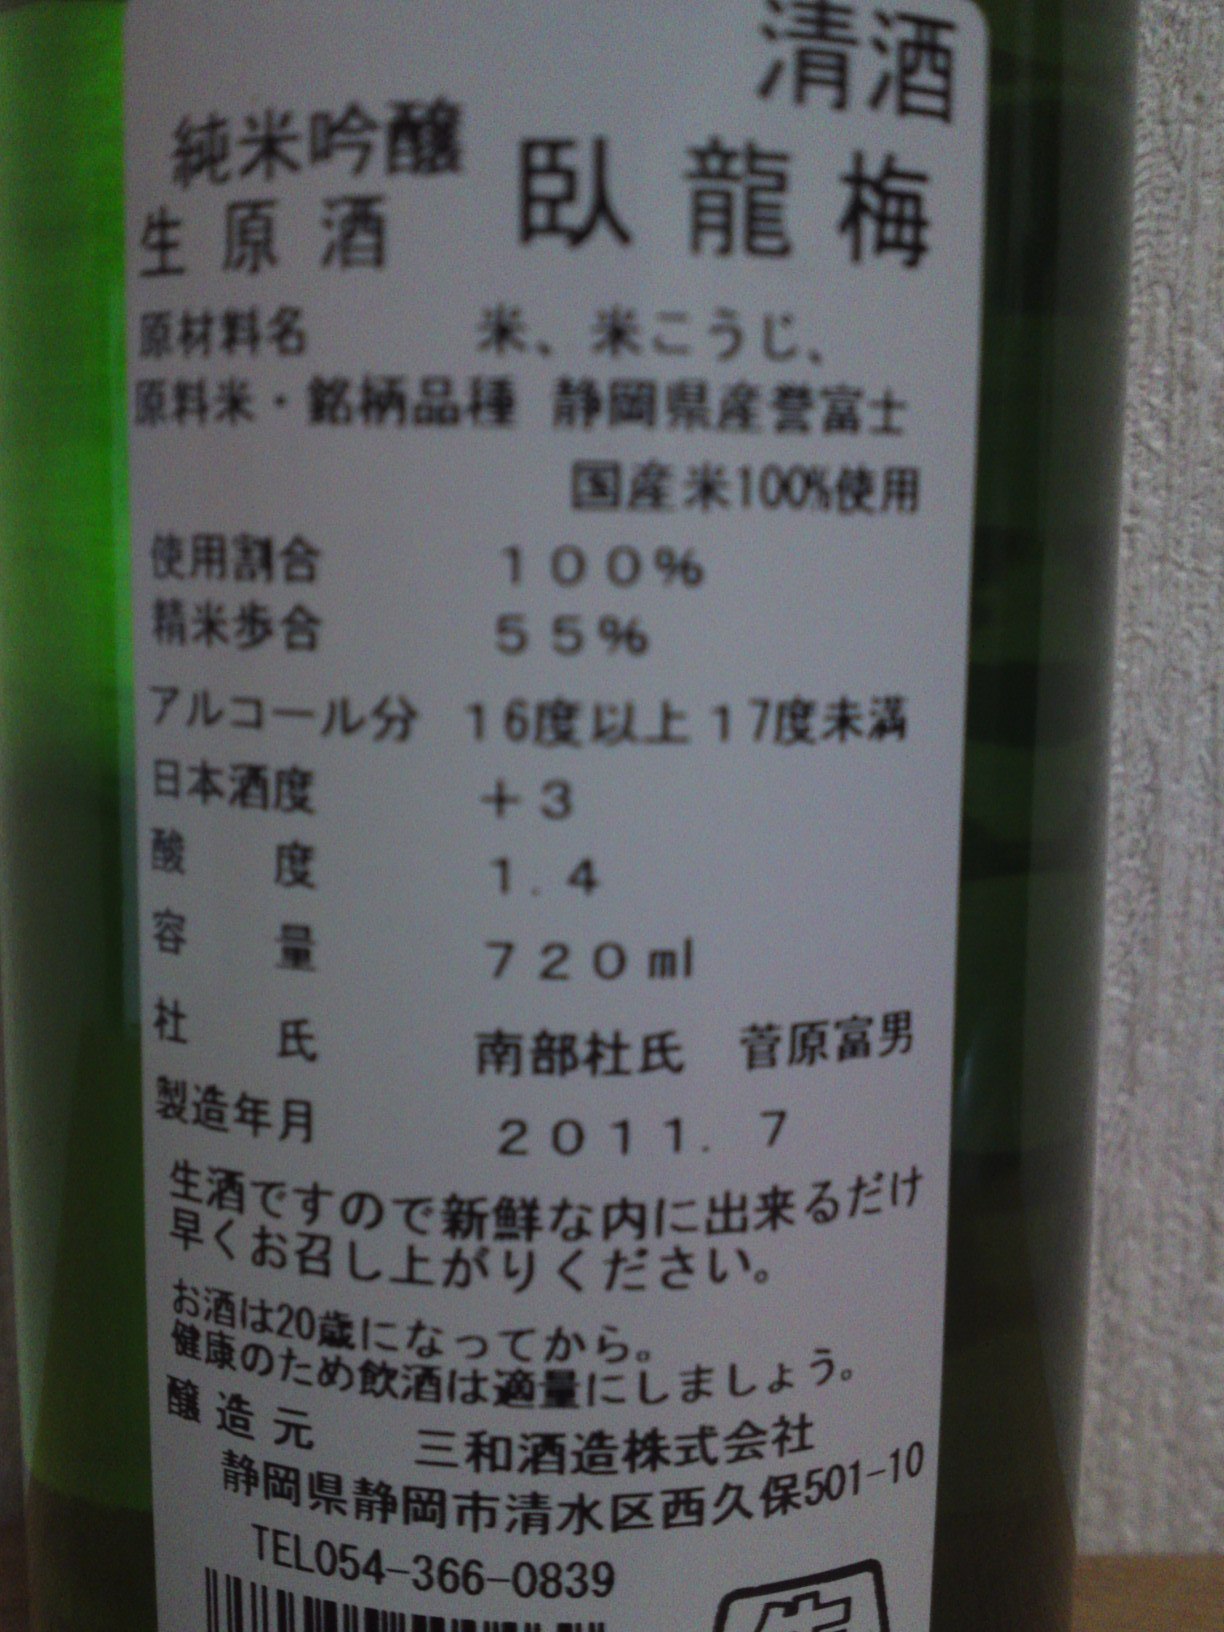 清酒
純米吟醸 臥龍梅
生原酒
原材料名 米、米こうじ、
原料米・銘柄品種 静岡県産誉富士
国産米100%使用
使用割合 100%
精米歩合 55%
アルコール分 16度以上17度未満
日本酒度 +3
酸度 1.4
容量 720ml
杜氏 南部杜氏 菅原富男
製造年月 2011.7
生酒ですので新鮮な内に出来るだけ
早くお召し上がりください。
お酒は20歳になってから。
健康のため飲酒は適量にしましょう。
醸造元 三和酒造株式会社
静岡県静岡市清水区西久保501-10
TEL054-366-0839